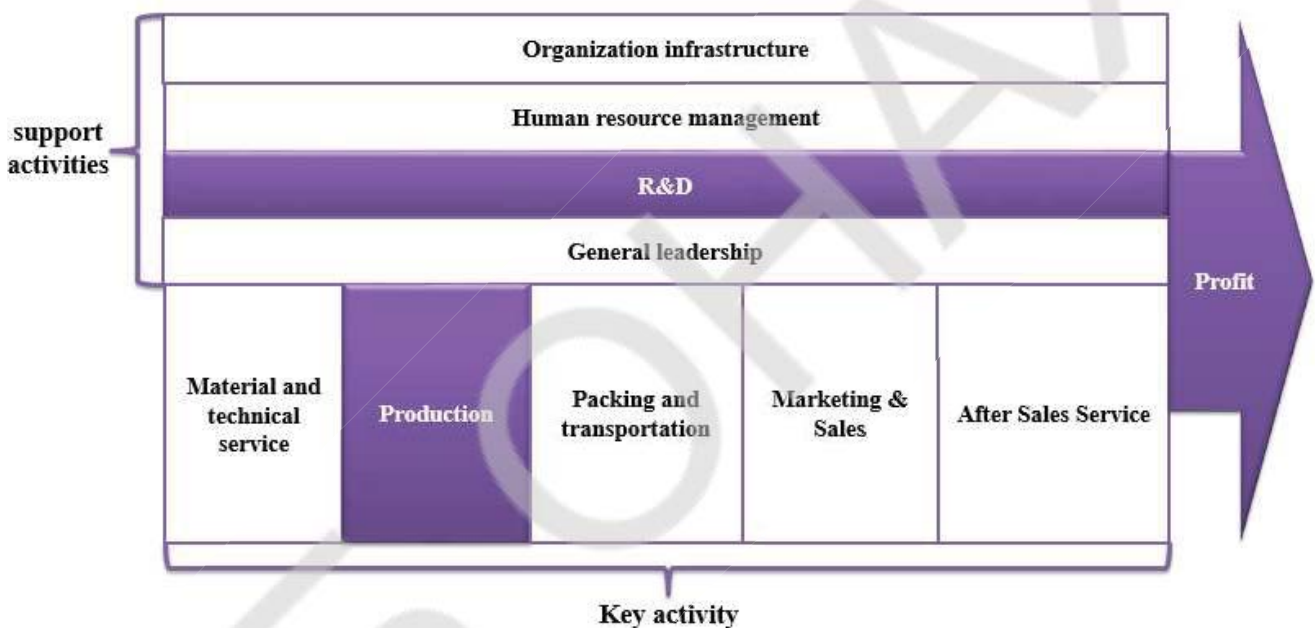 Organization infrastructure
Human resource management
support
activities
R&D
General leadership
Profit
Material and
technical
service
Production
Packing and
transportation
Marketing &
Sales
After Sales Service
Key activity